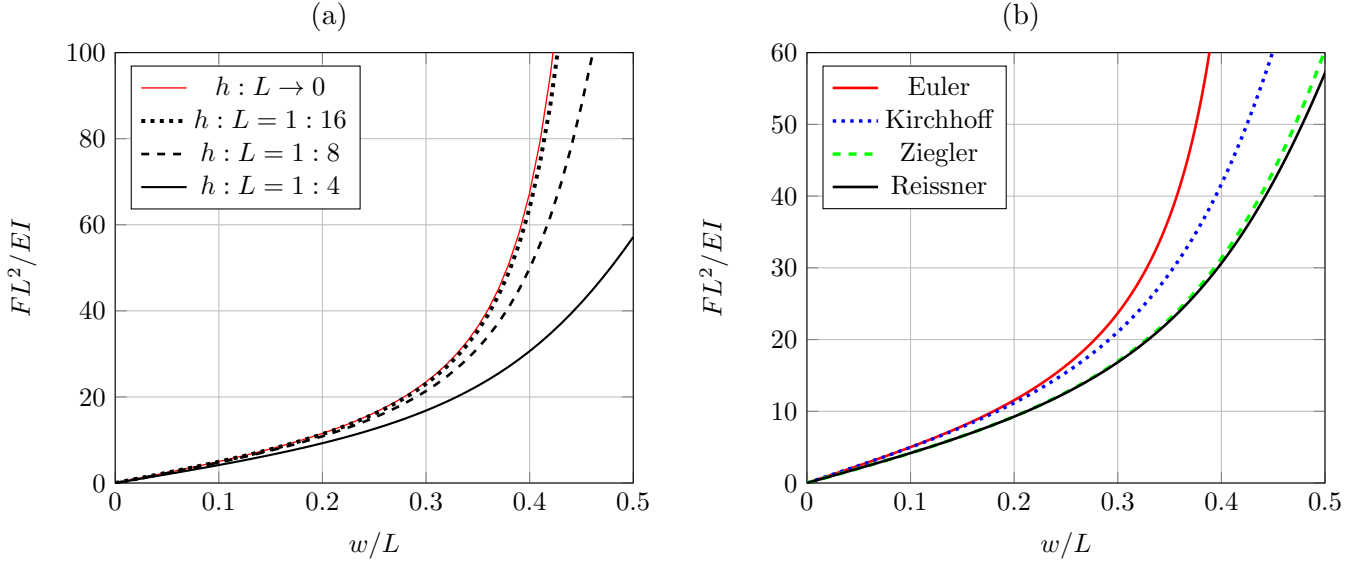 (a)
100
80
60
40
20
0
FL²/EI
h : L → 0
h : L = 1 : 16
h : L = 1 : 8
h : L = 1 : 4
0 0.1 0.2 0.3 0.4 0.5
w/L
(b)
60
50
40
30
20
10
0
FL²/EI
Euler
Kirchhoff
Ziegler
Reissner
0 0.1 0.2 0.3 0.4 0.5
w/L